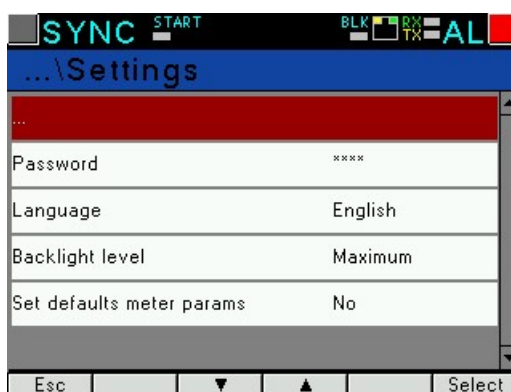 SYNC START BLK RX TX AL
...\Settings
...
Password ****
Language English
Backlight level Maximum
Set defaults meter params No
Esc ▼ ▲ Select